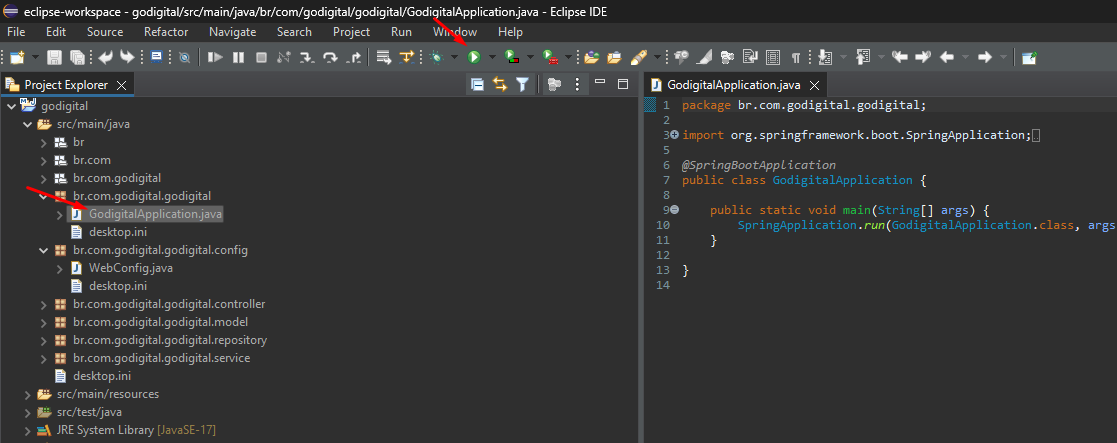 eclipse-workspace - godigital/src/main/java/br/com/godigital/godigital/GodigitalApplication.java - Eclipse IDE
File Edit Source Refactor Navigate Search Project Run Window Help
Project Explorer
godigital
src/main/java
br
br.com
br.com.godigital
br.com.godigital.godigital
GodigitalApplication.java
desktop.ini
br.com.godigital.godigital.config
WebConfig.java
desktop.ini
br.com.godigital.godigital.controller
br.com.godigital.godigital.model
br.com.godigital.godigital.repository
br.com.godigital.godigital.service
desktop.ini
src/main/resources
src/test/java
JRE System Library [JavaSE-17]
GodigitalApplication.java
1 package br.com.godigital.godigital;
2
3 import org.springframework.boot.SpringApplication;
5
6 @SpringBootApplication
7 public class GodigitalApplication {
8
9 public static void main(String[] args) {
10 SpringApplication.run(GodigitalApplication.class, args
11 }
12
13 }
14